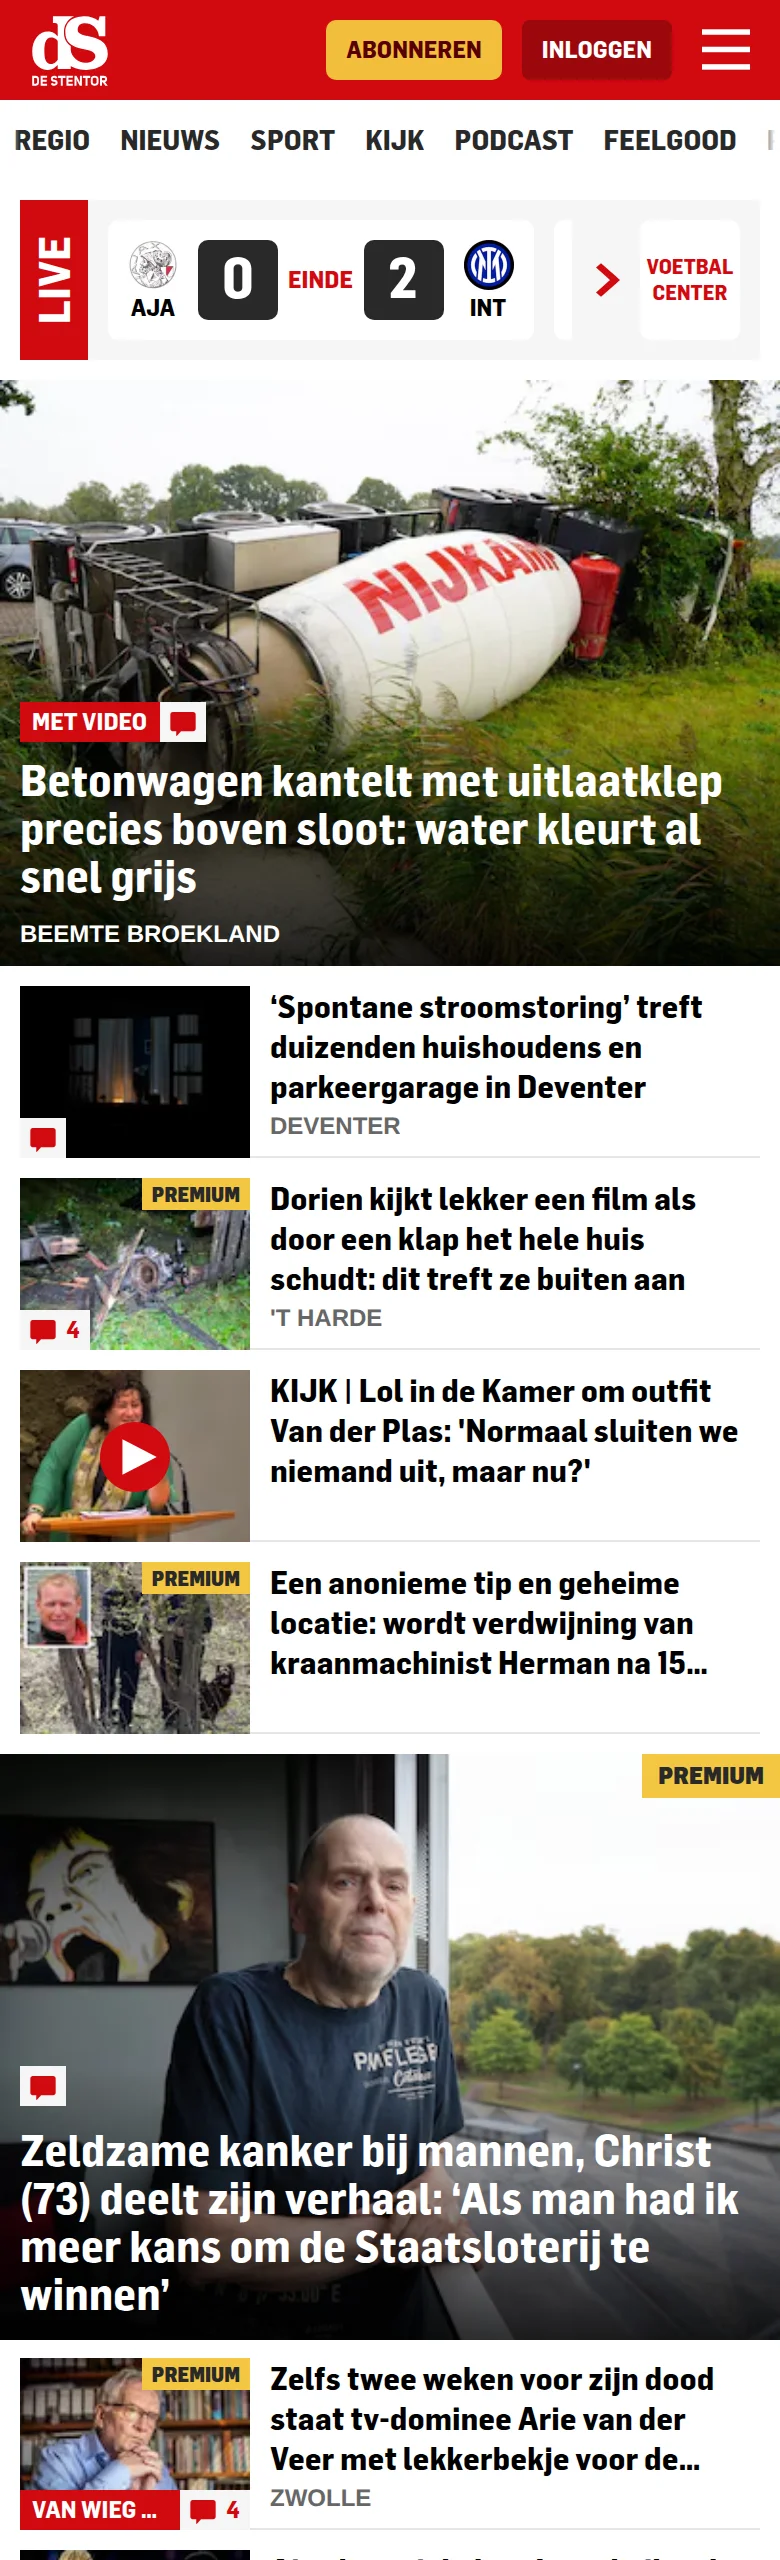 dS
DE STENTOR
ABONNEREN
INLOGGEN
REGIO NIEUWS SPORT KIJK PODCAST FEELGOOD
LIVE
AJA
0
EINDE
2
INT
VOETBAL
CENTER
NIJKAMP
MET VIDEO
Betonwagen kantelt met uitlaatklep
precies boven sloot: water kleurt al
snel grijs
BEEMTE BROEKLAND
‘Spontane stroomstoring’ treft
duizenden huishoudens en
parkeergarage in Deventer
DEVENTER
PREMIUM
4
Dorien kijkt lekker een film als
door een klap het hele huis
schudt: dit treft ze buiten aan
'T HARDE
KIJK | Lol in de Kamer om outfit
Van der Plas: 'Normaal sluiten we
niemand uit, maar nu?'
PREMIUM
Een anonieme tip en geheime
locatie: wordt verdwijning van
kraanmachinist Herman na 15...
PREMIUM
Zeldzame kanker bij mannen, Christ
(73) deelt zijn verhaal: ‘Als man had ik
meer kans om de Staatsloterij te
winnen’
PREMIUM
VAN WIEG ...
4
Zelfs twee weken voor zijn dood
staat tv-dominee Arie van der
Veer met lekkerbekje voor de...
ZWOLLE